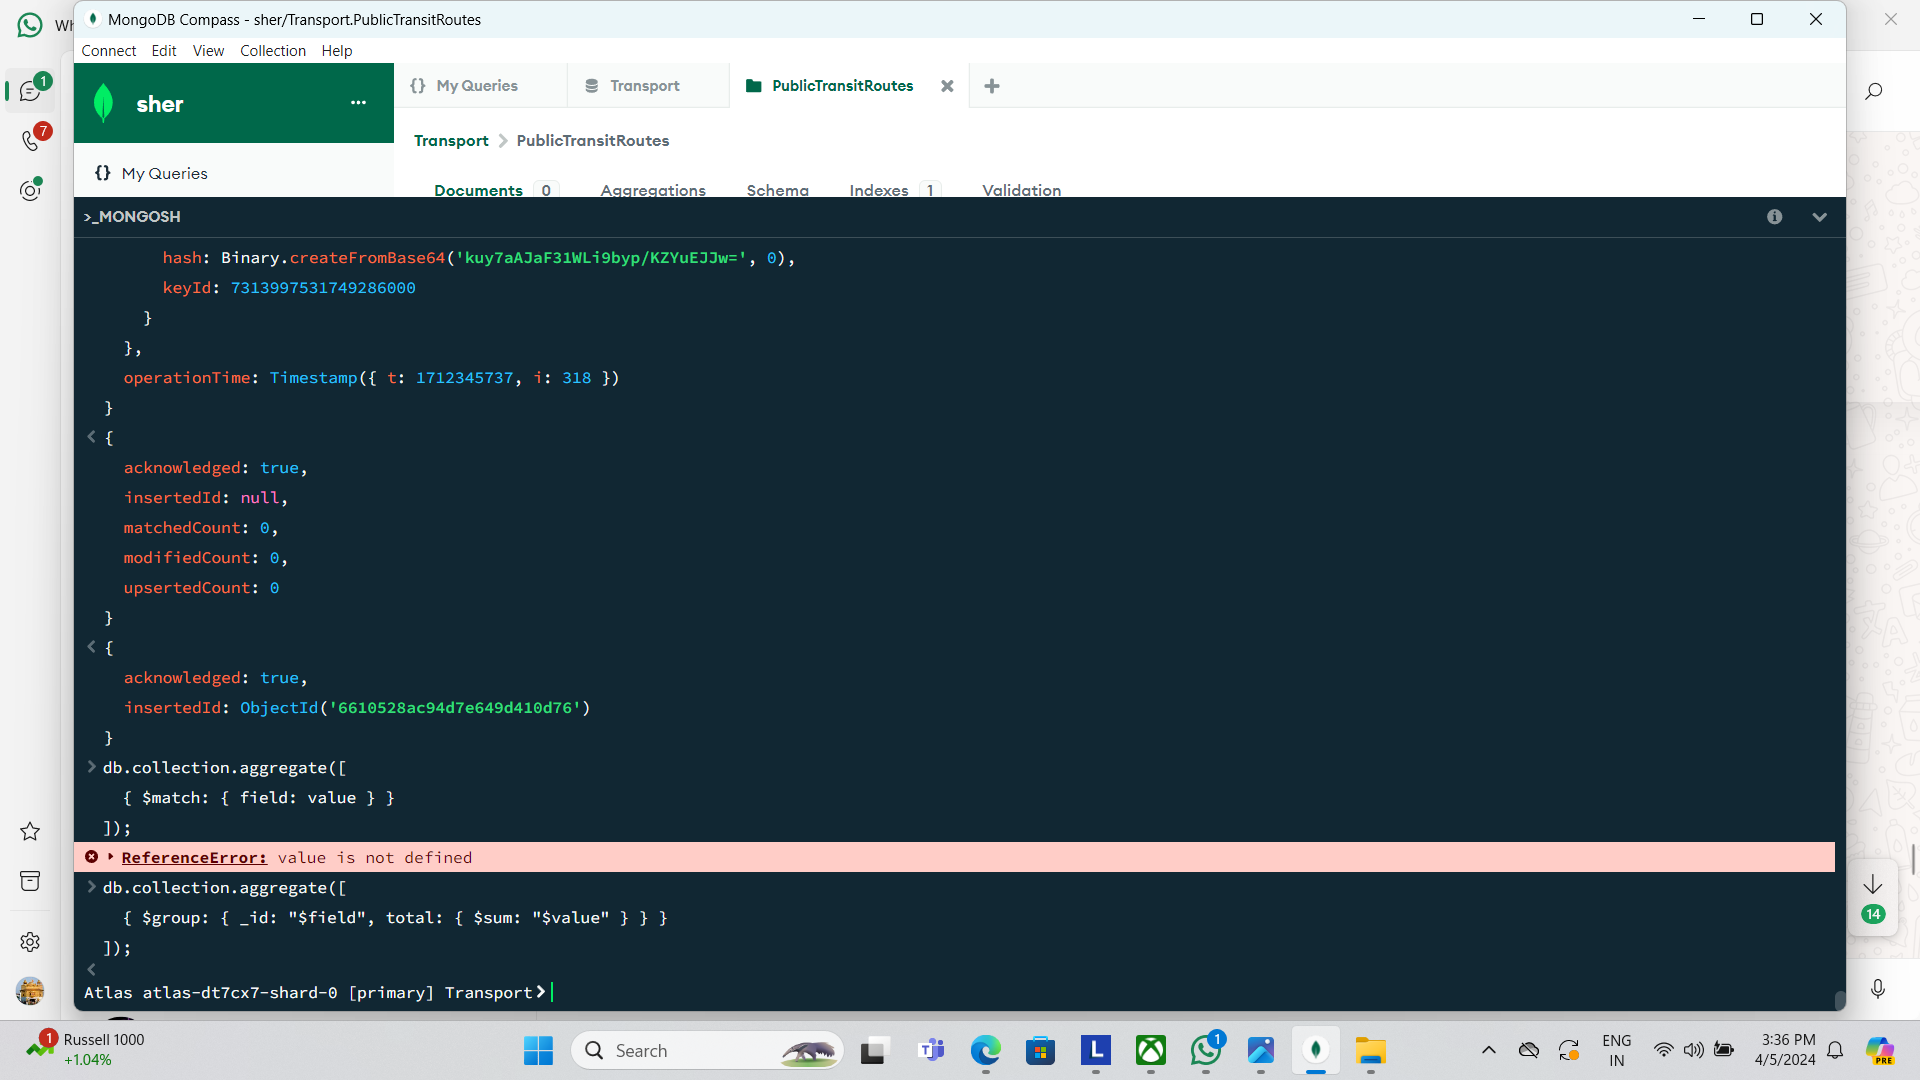 Wh
MongoDB Compass - sher/Transport.PublicTransitRoutes
Connect Edit View Collection Help
1
7
sher
{} My Queries
Transport
PublicTransitRoutes
{} My Queries
Transport > PublicTransitRoutes
Documents 0 Aggregations Schema Indexes 1 Validation
>_MONGOSH
hash: Binary.createFromBase64('kuy7aAJaF31WLi9byp/KZYuEJJw=', 0),
keyId: 7313997531749286000
}
},
operationTime: Timestamp({ t: 1712345737, i: 318 })
}
< {
acknowledged: true,
insertedId: null,
matchedCount: 0,
modifiedCount: 0,
upsertedCount: 0
}
< {
acknowledged: true,
insertedId: ObjectId('6610528ac94d7e649d410d76')
}
> db.collection.aggregate([
{ $match: { field: value } }
]);
ReferenceError: value is not defined
> db.collection.aggregate([
{ $group: { _id: "$field", total: { $sum: "$value" } } }
]);
<
Atlas atlas-dt7cx7-shard-0 [primary] Transport>
14
1
Russell 1000
+1.04%
Search
T
L
1
ENG
IN
3:36 PM
4/5/2024
PRE